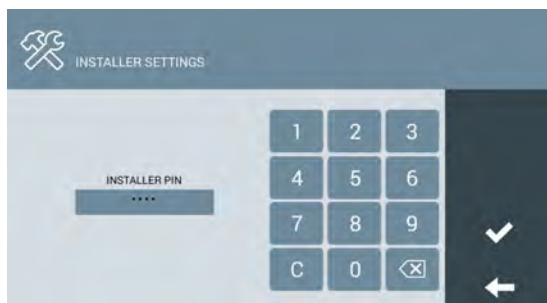 INSTALLER SETTINGS
INSTALLER PIN
....
1 2 3
4 5 6
7 8 9
C 0